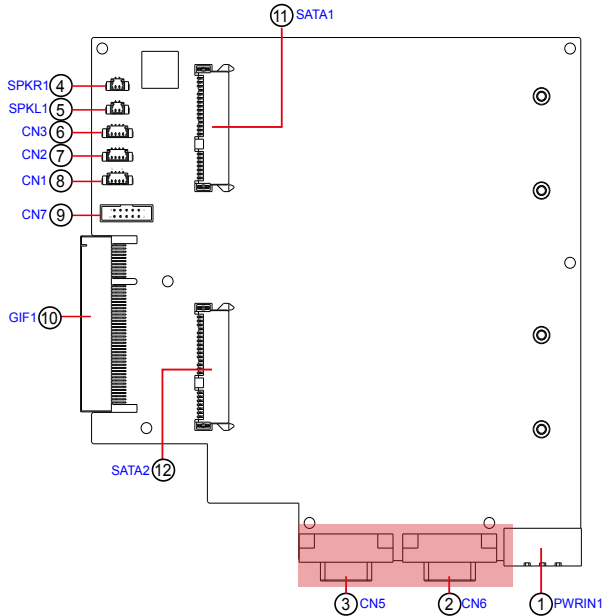 11 SATA1
SPKR1 4
SPKL1 5
CN3 6
CN2 7
CN1 8
CN7 9
GIF1 10
SATA2 12
3 CN5
2 CN6
1 PWRIN1